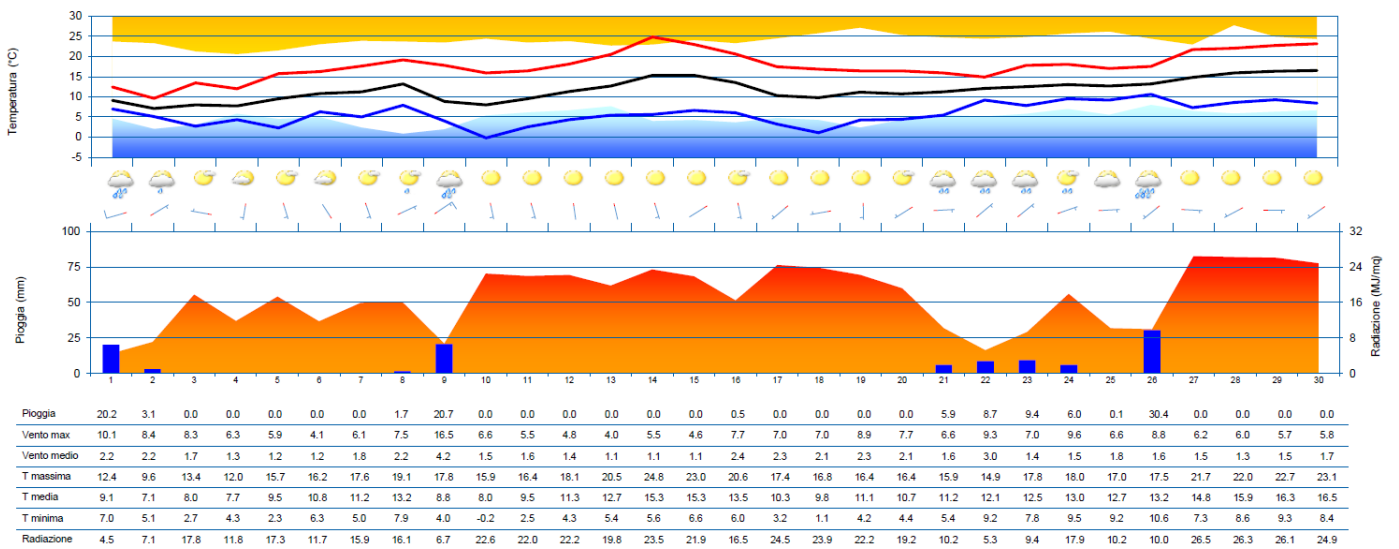 30
25
20
15
10
5
0
-5
Temperatura (°C)
100
75
50
25
0
Pioggia (mm)
32
24
16
8
0
Radiazione (MJ/mq)
1 2 3 4 5 6 7 8 9 10 11 12 13 14 15 16 17 18 19 20 21 22 23 24 25 26 27 28 29 30
Pioggia 20.2 3.1 0.0 0.0 0.0 0.0 0.0 1.7 20.7 0.0 0.0 0.0 0.0 0.0 0.0 0.5 0.0 0.0 0.0 0.0 5.9 8.7 9.4 6.0 0.1 30.4 0.0 0.0 0.0 0.0
Vento max 10.1 8.4 8.3 6.3 5.9 4.1 6.1 7.5 16.5 6.6 5.5 4.8 4.0 5.5 4.6 7.7 7.0 7.0 8.9 7.7 6.6 9.3 7.0 9.6 6.6 8.8 6.2 6.0 5.7 5.8
Vento medio 2.2 2.2 1.7 1.3 1.2 1.2 1.8 2.2 4.2 1.5 1.6 1.4 1.1 1.1 1.1 2.4 2.3 2.1 2.3 2.1 1.6 3.0 1.4 1.5 1.8 1.6 1.5 1.3 1.5 1.7
T massima 12.4 9.6 13.4 12.0 15.7 16.2 17.6 19.1 17.8 15.9 16.4 18.1 20.5 24.8 23.0 20.6 17.4 16.8 16.4 16.4 15.9 14.9 17.8 18.0 17.0 17.5 21.7 22.0 22.7 23.1
T media 9.1 7.1 8.0 7.7 9.5 10.8 11.2 13.2 8.8 8.0 9.5 11.3 12.7 15.3 15.3 13.5 10.3 9.8 11.1 10.7 11.2 12.1 12.5 13.0 12.7 13.2 14.8 15.9 16.3 16.5
T minima 7.0 5.1 2.7 4.3 2.3 6.3 5.0 7.9 4.0 -0.2 2.5 4.3 5.4 5.6 6.6 6.0 3.2 1.1 4.2 4.4 5.4 9.2 7.8 9.5 9.2 10.6 7.3 8.6 9.3 8.4
Radiazione 4.5 7.1 17.8 11.8 17.3 11.7 15.9 16.1 6.7 22.6 22.0 22.2 19.8 23.5 21.9 16.5 24.5 23.9 22.2 19.2 10.2 5.3 9.4 17.9 10.2 10.0 26.5 26.3 26.1 24.9